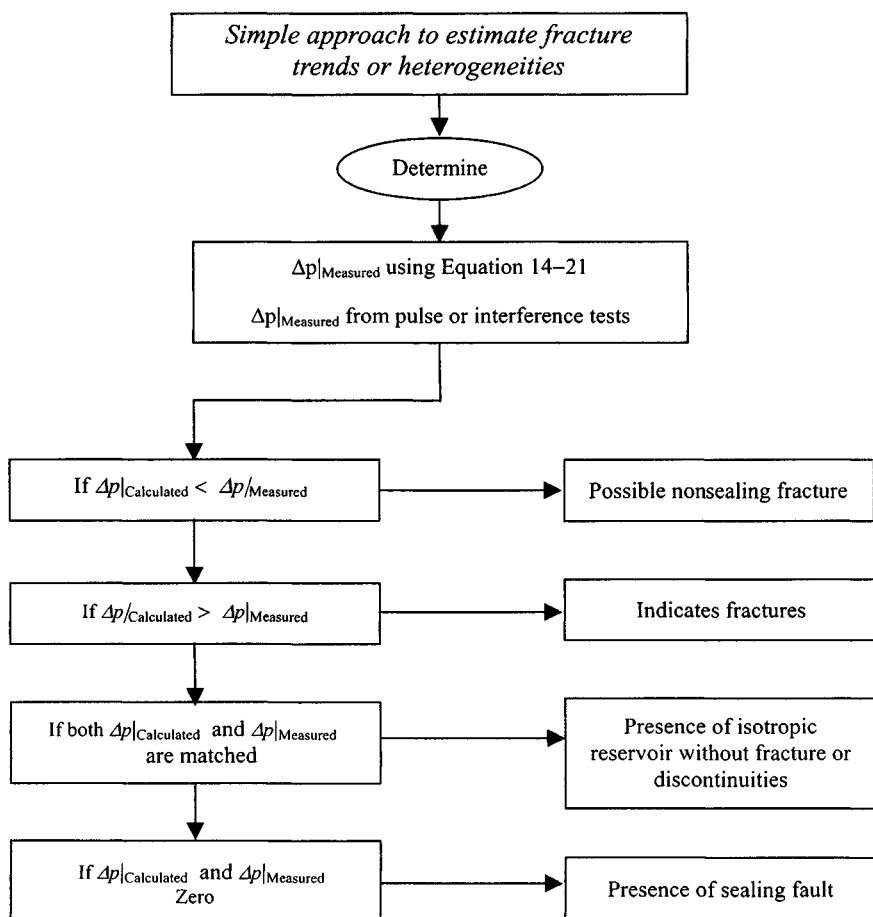 Simple approach to estimate fracture
trends or heterogeneities
Determine
Δp|Measured using Equation 14–21
Δp|Measured from pulse or interference tests
If Δp|Calculated < Δp/Measured
Possible nonsealing fracture
If Δp/Calculated > Δp|Measured
Indicates fractures
If both Δp|Calculated and Δp|Measured
are matched
Presence of isotropic
reservoir without fracture or
discontinuities
If Δp|Calculated and Δp|Measured
Zero
Presence of sealing fault